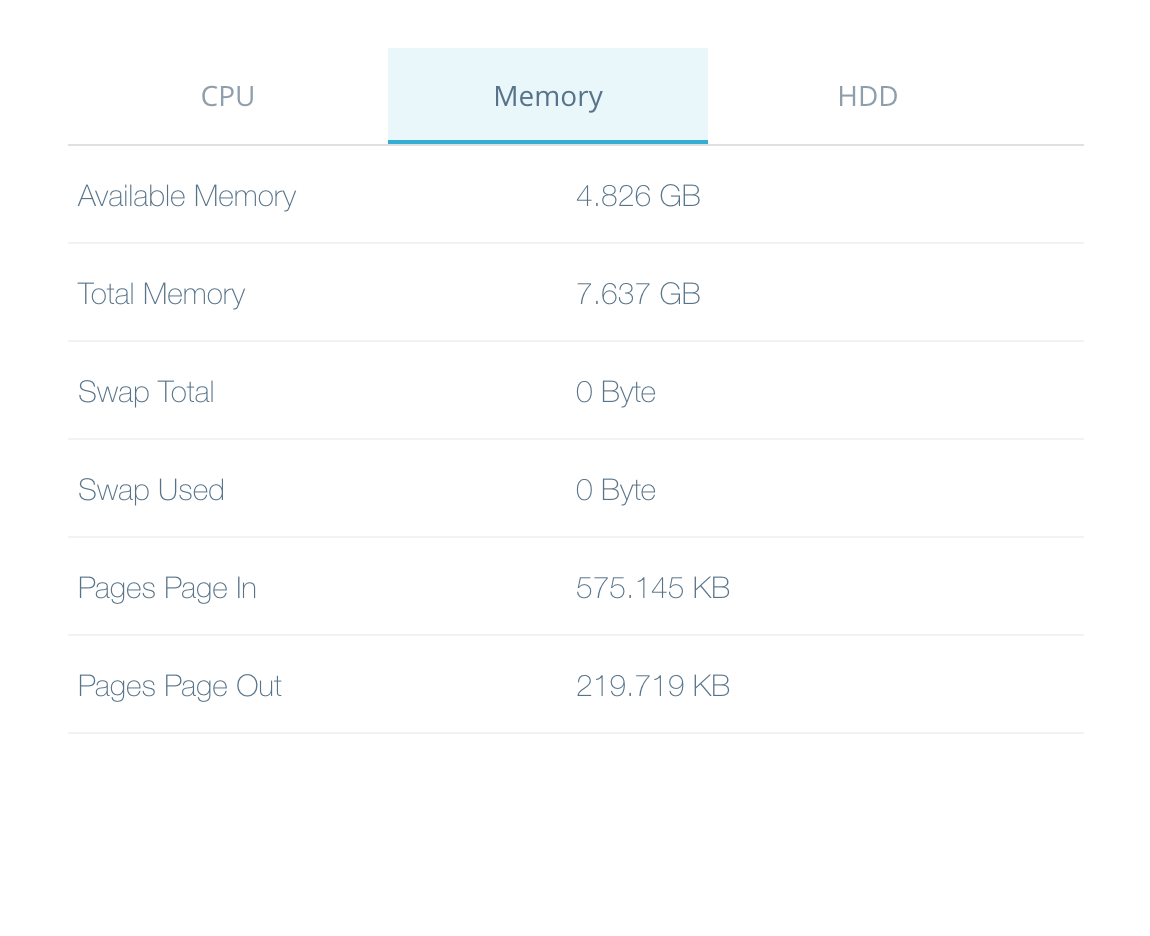 CPU Memory HDD
Available Memory 4.826 GB
Total Memory 7.637 GB
Swap Total 0 Byte
Swap Used 0 Byte
Pages Page In 575.145 KB
Pages Page Out 219.719 KB